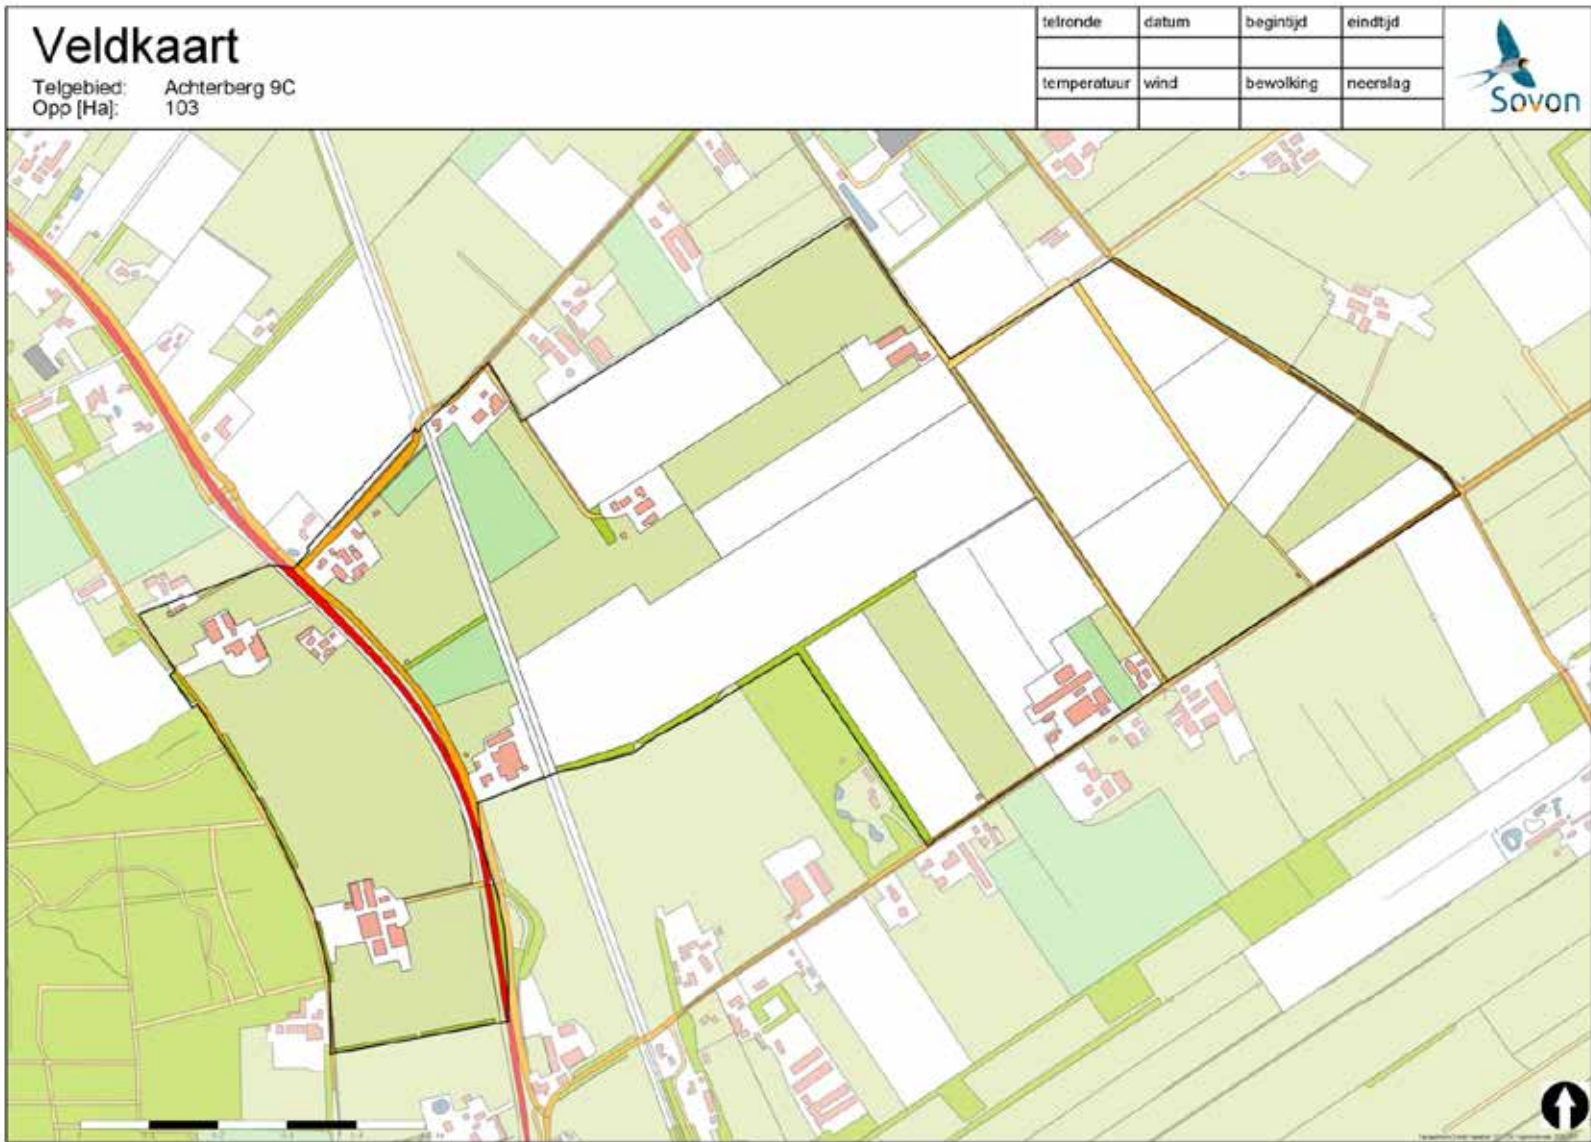 Veldkaart
Telgebied: Achterberg 9C
Opp [Ha]: 103
telronde datum begintijd eindtijd
temperatuur wind bewolking neerslag
Sovon